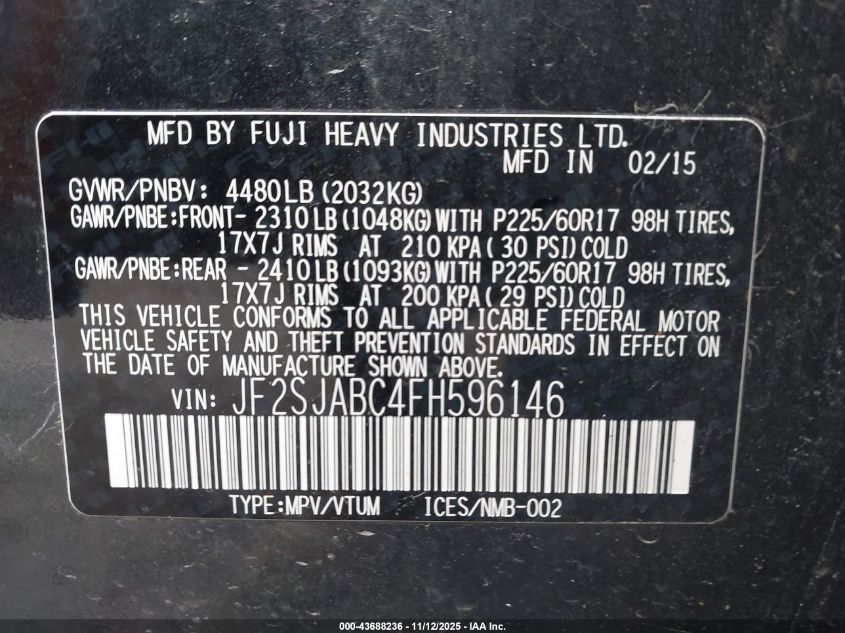 MFD BY FUJI HEAVY INDUSTRIES LTD.
MFD IN 02/15
GVWR/PNBV: 4480LB (2032KG)
GAWR/PNBE:FRONT- 2310LB (1048KG) WITH P225/60R17 98H TIRES,
17X7J RIMS AT 210 KPA ( 30 PSI) COLD
GAWR/PNBE:REAR - 2410LB (1093KG) WITH P225/60R17 98H TIRES,
17X7J RIMS AT 200 KPA ( 29 PSI) COLD
THIS VEHICLE CONFORMS TO ALL APPLICABLE FEDERAL MOTOR
VEHICLE SAFETY AND THEFT PREVENTION STANDARDS IN EFFECT ON
THE DATE OF MANUFACTURE SHOWN ABOVE.
VIN: JF2SJABC4FH596146
TYPE:MPV/VTUM ICES/NMB-002
000-43688236 - 11/12/2025 - IAA Inc.